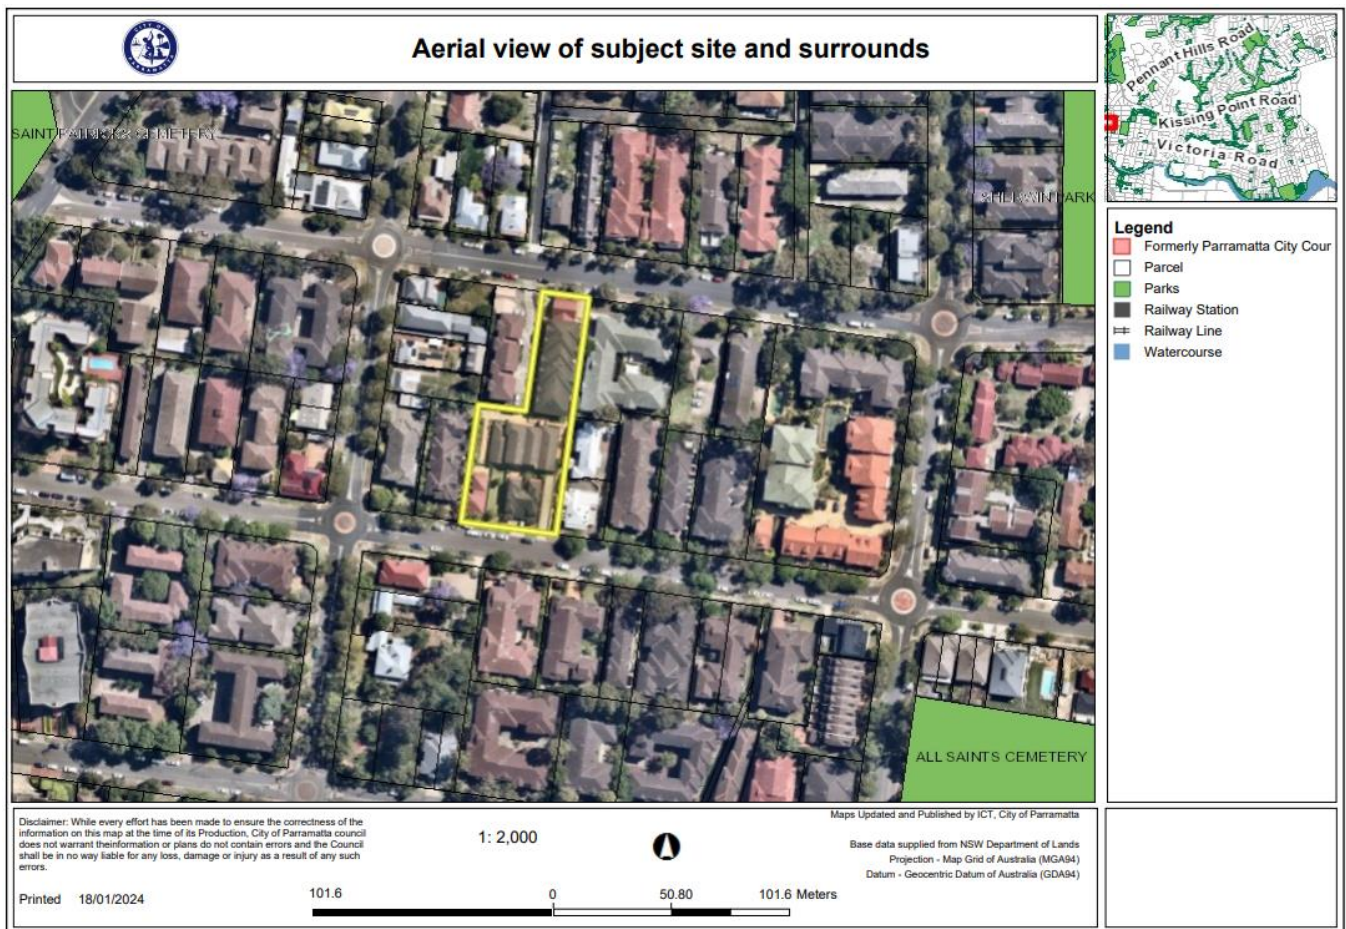 CITY OF
PARRAMATTA
Aerial view of subject site and surrounds
Pennant Hills Road
Kissing Point Road
Victoria Road
SAINT PATRICKS CEMETERY
SHERWIN PARK
ALL SAINTS CEMETERY
Legend
Formerly Parramatta City Cour
Parcel
Parks
Railway Station
Railway Line
Watercourse
Disclaimer: While every effort has been made to ensure the correctness of the
information on this map at the time of its Production, City of Parramatta council
does not warrant theinformation or plans do not contain errors and the Council
shall be in no way liable for any loss, damage or injury as a result of any such
errors.
Printed 18/01/2024
1: 2,000
101.6 0 50.80 101.6 Meters
Maps Updated and Published by ICT, City of Parramatta
Base data supplied from NSW Department of Lands
Projection - Map Grid of Australia (MGA94)
Datum - Geocentric Datum of Australia (GDA94)